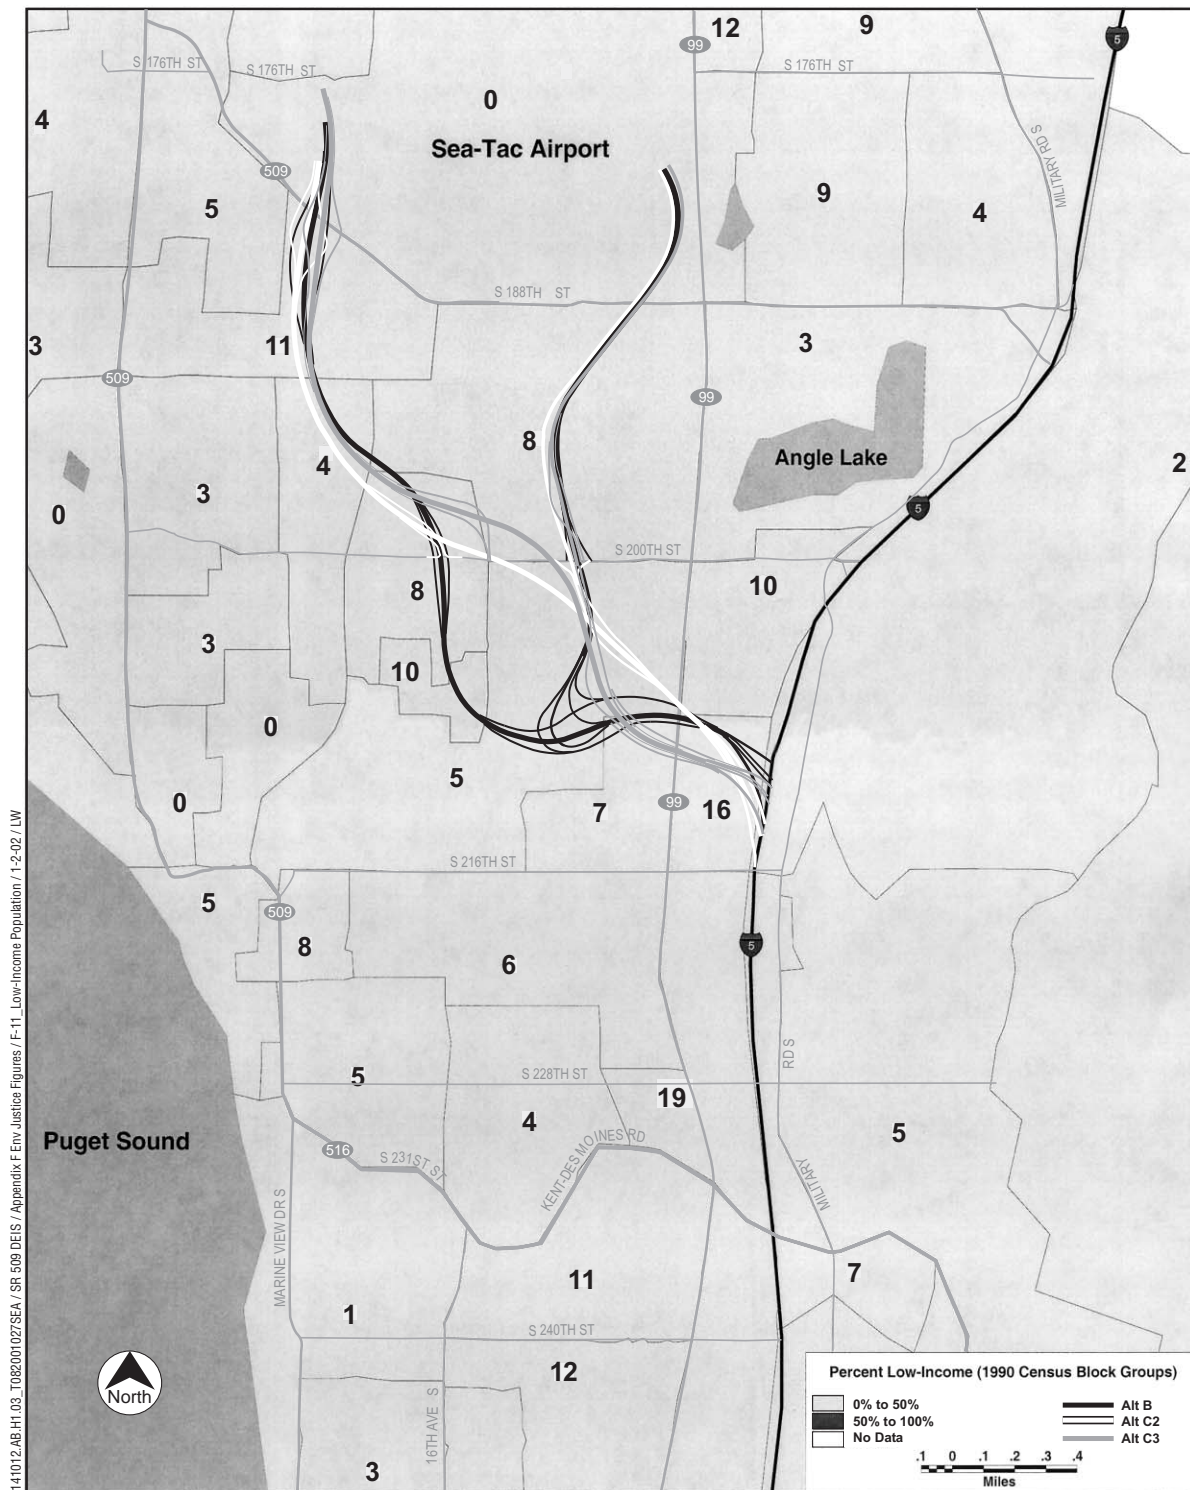 12
9
5
99
S 176TH ST
S 176TH ST
S 176TH ST
0
4
Sea-Tac Airport
MILITARY RD S
509
9
5
4
S 188TH ST
3
11
3
509
99
8
4
Angle Lake
2
3
0
5
S 200TH ST
8
10
3
10
0
5
0
7
99
16
S 216TH ST
5
509
8
5
6
RD S
5
S 228TH ST
19
4
5
Puget Sound
516
S 231ST ST
KENT-DES MOINES RD
MILITARY
MARINE VIEW DR S
11
7
1
S 240TH ST
12
North
16TH AVE S
3
Percent Low-Income (1990 Census Block Groups)
0% to 50%
50% to 100%
No Data
Alt B
Alt C2
Alt C3
.1 0 .1 .2 .3 .4
Miles
141012.AB.H1.03_T082001027SEA / SR 509 DEIS / Appendix F Env Justice Figures / F-11_Low-Income Population / 1-2-02 / LW